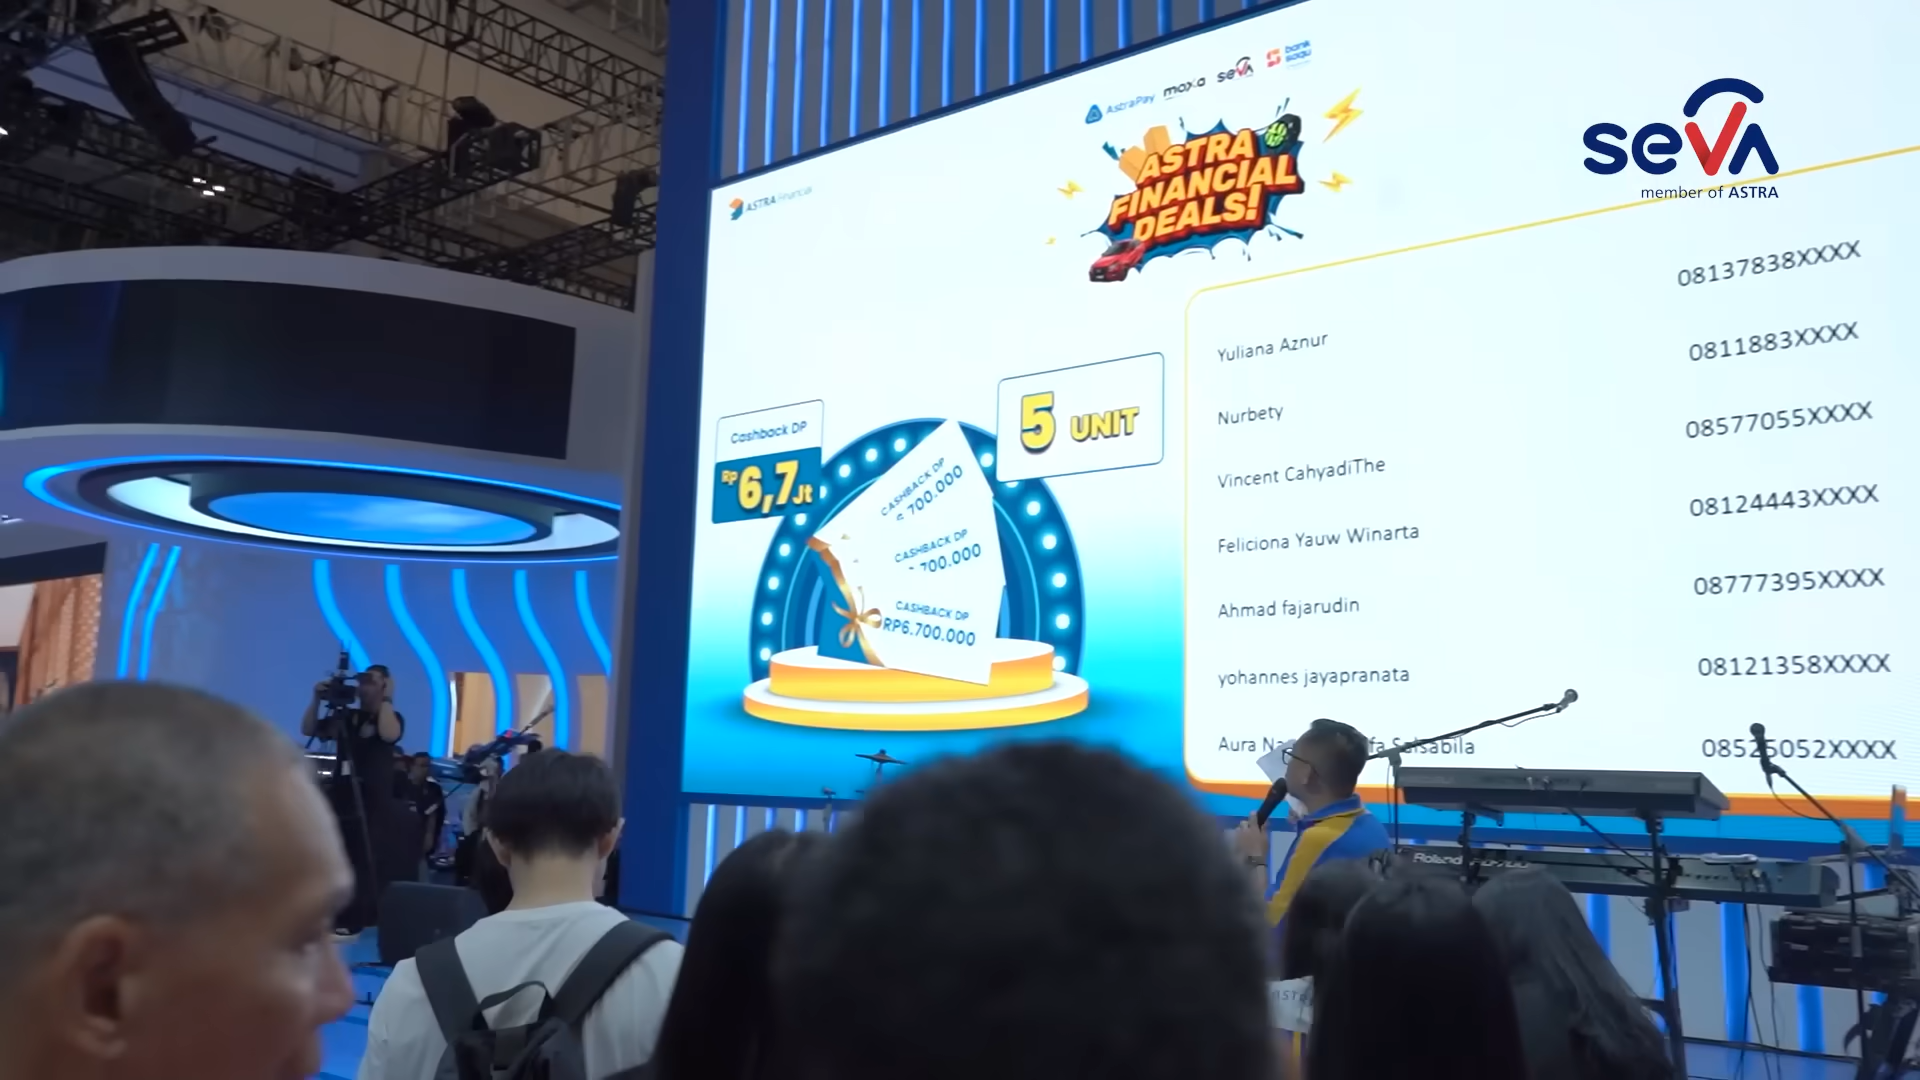 AstraPay moxa seva bank saqu
seva
member of ASTRA
ASTRA Financial
ASTRA
FINANCIAL
DEALS!
Cashback DP
Rp 6,7 Jt
5 UNIT
CASHBACK DP
700.000
CASHBACK DP
.700.000
CASHBACK DP
RP6.700.000
Yuliana Aznur 08137838XXXX
Nurbety 0811883XXXX
Vincent CahyadiThe 08577055XXXX
Feliciona Yauw Winarta 08124443XXXX
Ahmad fajarudin 08777395XXXX
yohannes jayapranata 08121358XXXX
Aura Salsabila 08525052XXXX
Roland